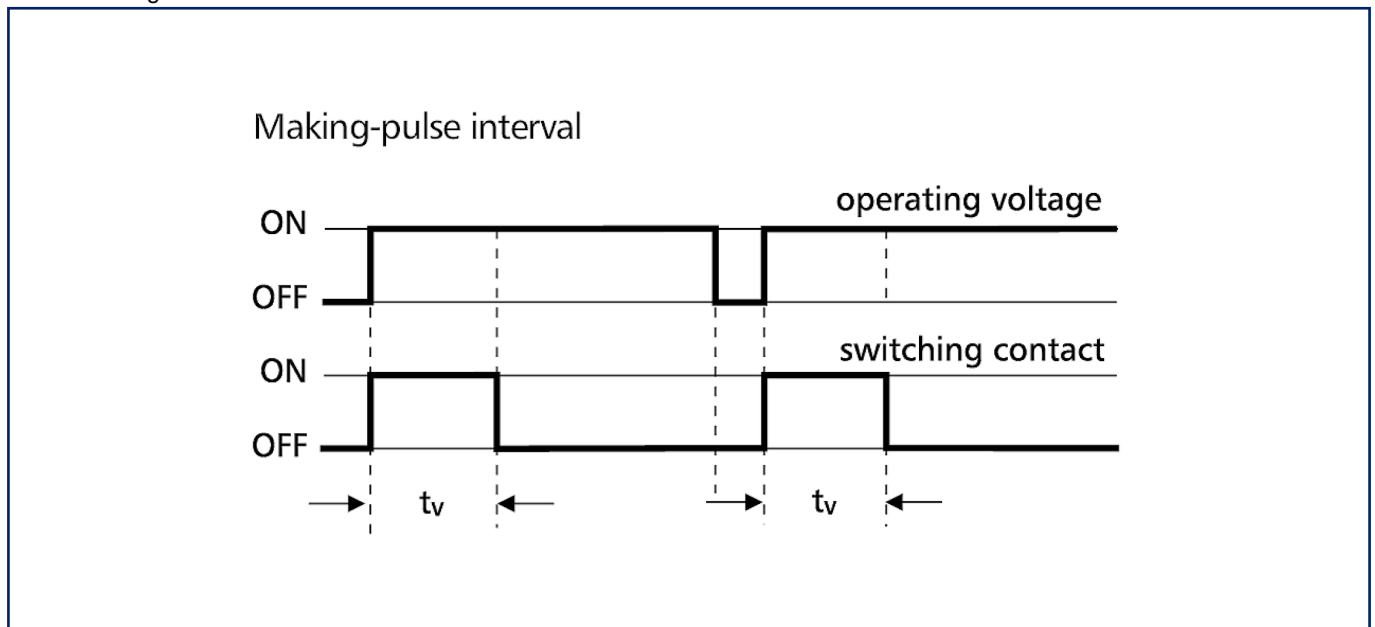 Making-pulse interval
operating voltage
ON
OFF
switching contact
ON
OFF
tv
tv